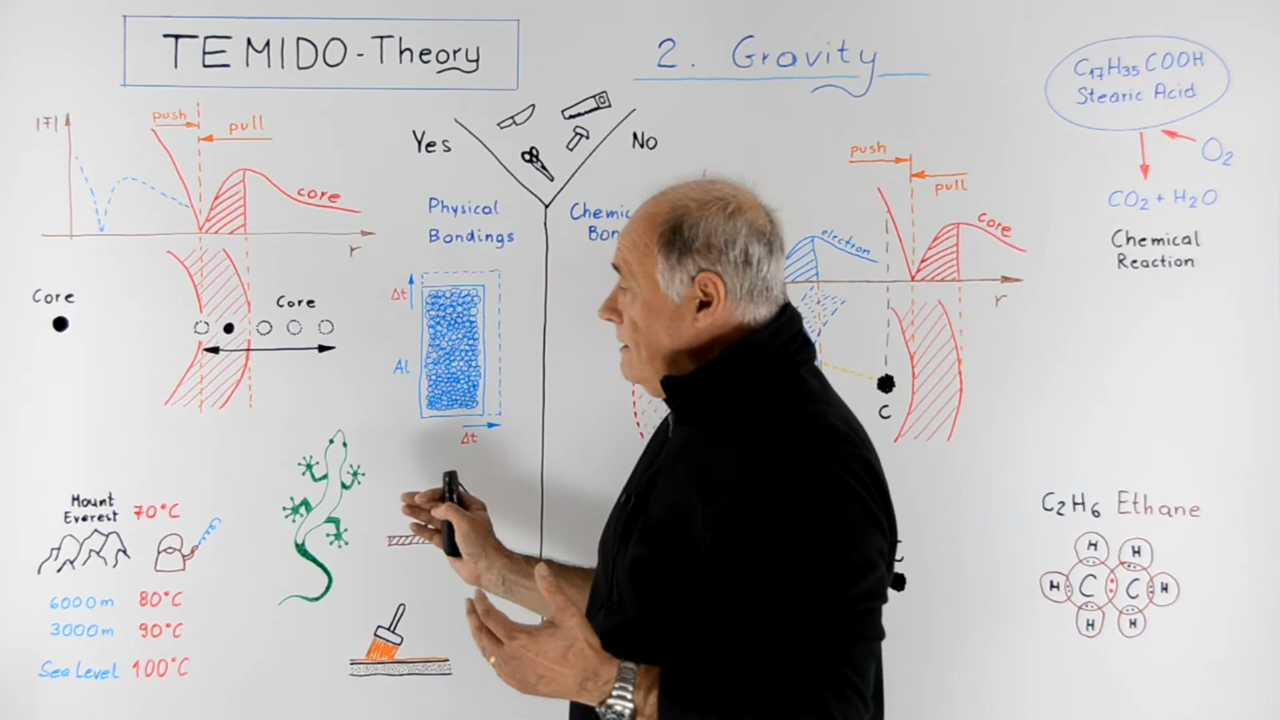 TEMIDO-Theory
2. Gravity
C17H35COOH
Stearic Acid
O2
CO2 + H2O
Chemical
Reaction
|F|
push
pull
core
r
Core
Core
Yes
No
Physical
Bondings
Δt
Al
Δt
push
pull
core
electron
r
C
Mount
Everest 70°C
6000m 80°C
3000m 90°C
Sea Level 100°C
C2H6 Ethane
H H
H C C H
H H